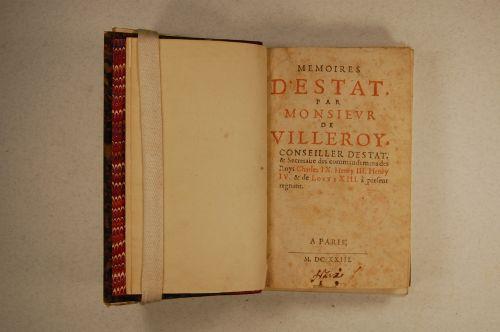 MEMOIRES
D'ESTAT,
PAR
MONSIEVR
DE
VILLEROY,
CONSEILLER D'ESTAT,
& Secretaire des commandemens des
Roys Charles IX. Henry III. Henry
IV. & de LOVYS XIII. à present
regnant.
A PARIS,
M. DC. XXIII.